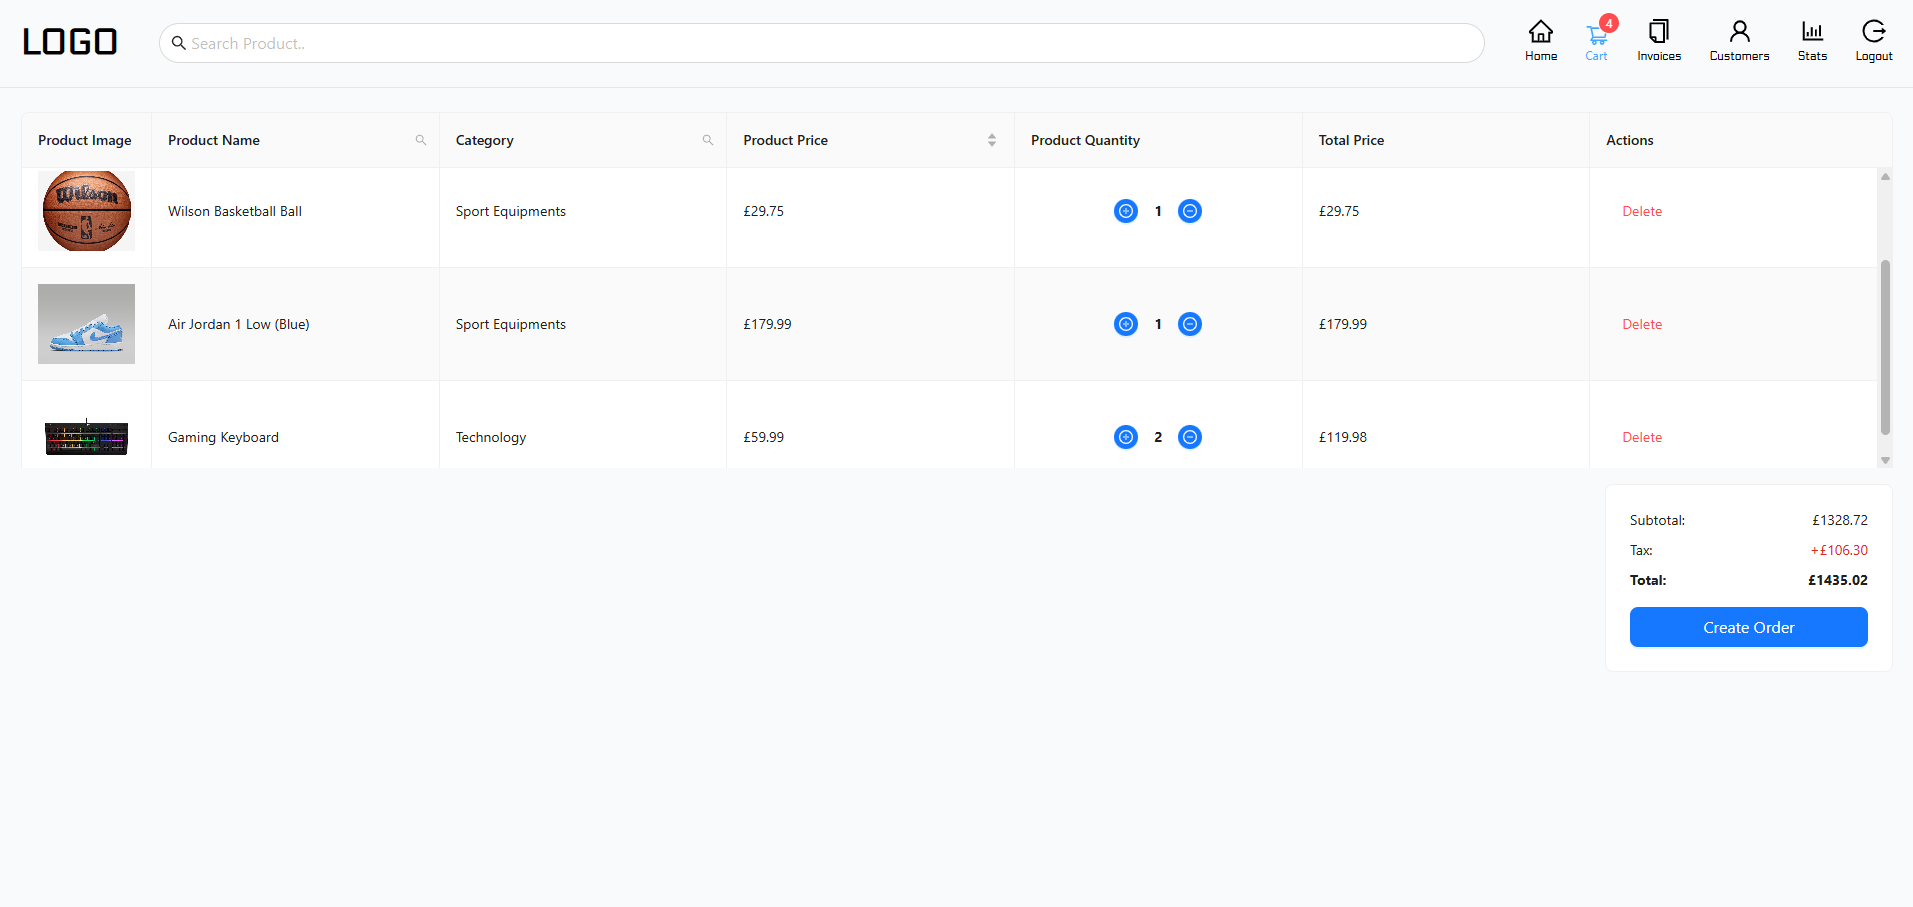 LOGO
Search Product..
4
Home
Cart
Invoices
Customers
Stats
Logout
Product Image
Product Name
Category
Product Price
Product Quantity
Total Price
Actions
Wilson
Wilson Basketball Ball
Sport Equipments
£29.75
1
£29.75
Delete
Air Jordan 1 Low (Blue)
Sport Equipments
£179.99
1
£179.99
Delete
Gaming Keyboard
Technology
£59.99
2
£119.98
Delete
Subtotal:
£1328.72
Tax:
+£106.30
Total:
£1435.02
Create Order